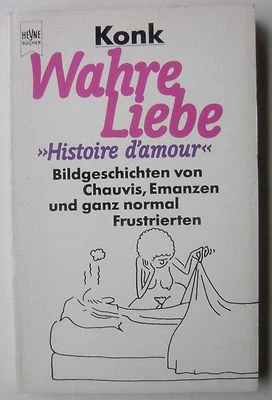 HEYNE
BÜCHER
Konk
Wahre
Liebe
»Histoire d'amour«
Bildgeschichten von
Chauvis, Emanzen
und ganz normal
Frustrierten